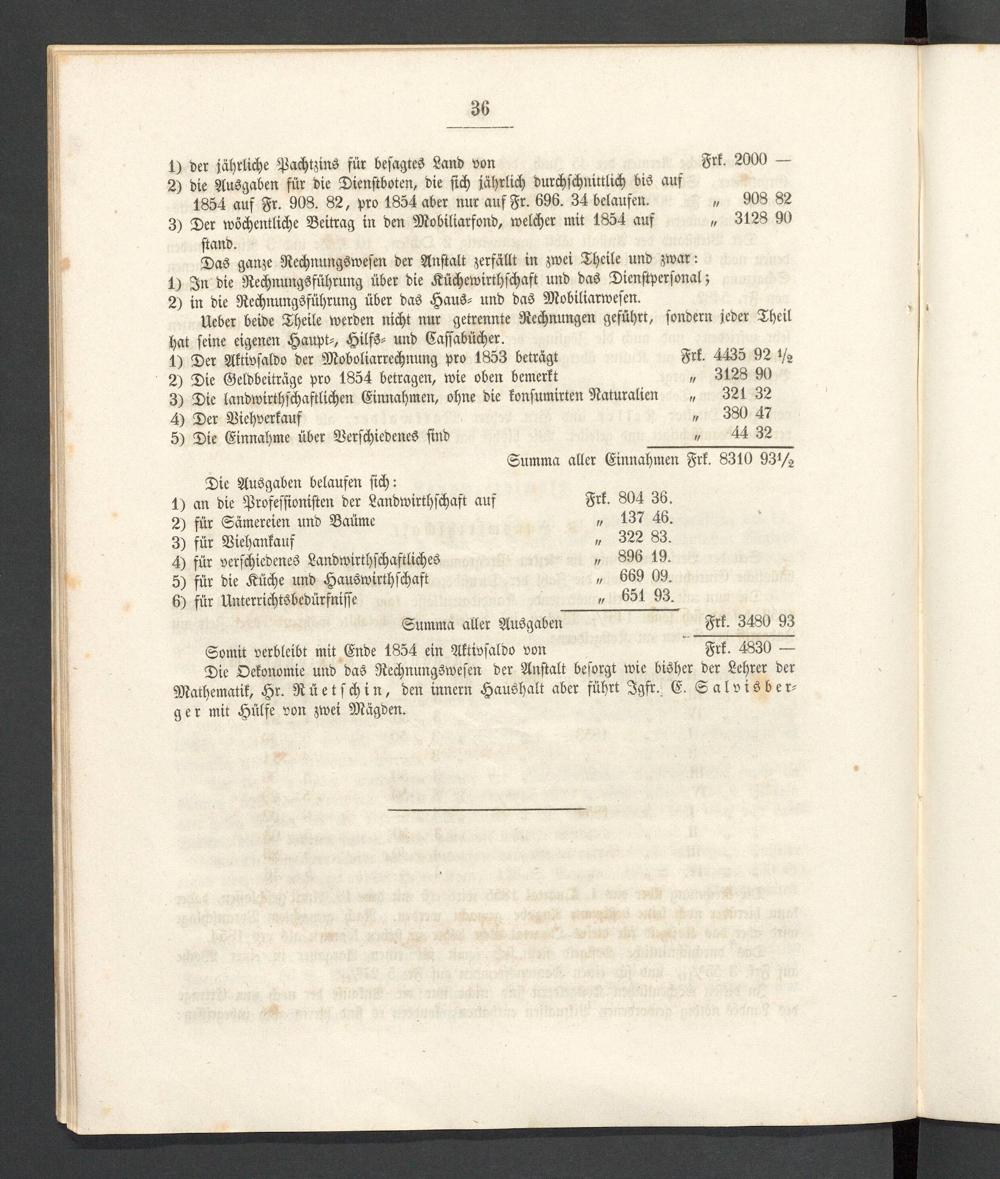 36
1) der jährliche Pachtzins für besagtes Land von Frk. 2000 —
2) die Ausgaben für die Dienstboten, die sich jährlich durchschnittlich bis auf
1854 auf Fr. 908. 82, pro 1854 aber nur auf Fr. 696. 34 belaufen. „ 908 82
3) Der wöchentliche Beitrag in den Mobiliarfond, welcher mit 1854 auf „ 3128 90
stand.
Das ganze Rechnungswesen der Anstalt zerfällt in zwei Theile und zwar:
1) In die Rechnungsführung über die Küchewirthschaft und das Dienstpersonal;
2) in die Rechnungsführung über das Haus- und das Mobiliarwesen.
Ueber beide Theile werden nicht nur getrennte Rechnungen geführt, sondern jeder Theil
hat seine eigenen Haupt-, Hilfs- und Cassabücher.
1) Der Aktivsaldo der Moboliarrechnung pro 1853 beträgt Frk. 4435 92 1/2
2) Die Geldbeiträge pro 1854 betragen, wie oben bemerkt „ 3128 90
3) Die landwirthschaftlichen Einnahmen, ohne die konsumirten Naturalien „ 321 32
4) Der Viehverkauf „ 380 47
5) Die Einnahme über Verschiedenes sind „ 44 32
Summa aller Einnahmen Frk. 8310 931/2
Die Ausgaben belaufen sich:
1) an die Professionisten der Landwirthschaft auf Frk. 804 36.
2) für Sämereien und Baüme „ 137 46.
3) für Viehankauf „ 322 83.
4) für verschiedenes Landwirthschaftliches „ 896 19.
5) für die Küche und Hauswirthschaft „ 669 09.
6) für Unterrichtsbedürfnisse „ 651 93.
Summa aller Ausgaben Frk. 3480 93
Somit verbleibt mit Ende 1854 ein Aktivsaldo von Frk. 4830 —
Die Oekonomie und das Rechnungswesen der Anstalt besorgt wie bisher der Lehrer der
Mathematik, Hr. Rüetschin, den innern Haushalt aber führt Jgfr. E. Salvisber-
ger mit Hülfe von zwei Mägden.